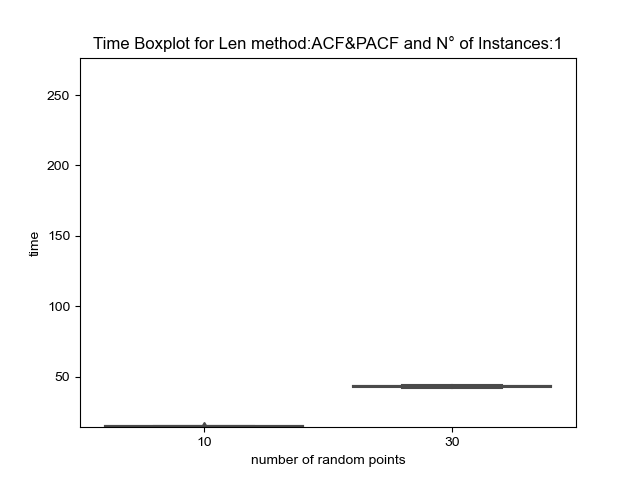 Time Boxplot for Len method:ACF&PACF and N° of Instances:1
250
200
150
100
50
time
10 30
number of random points